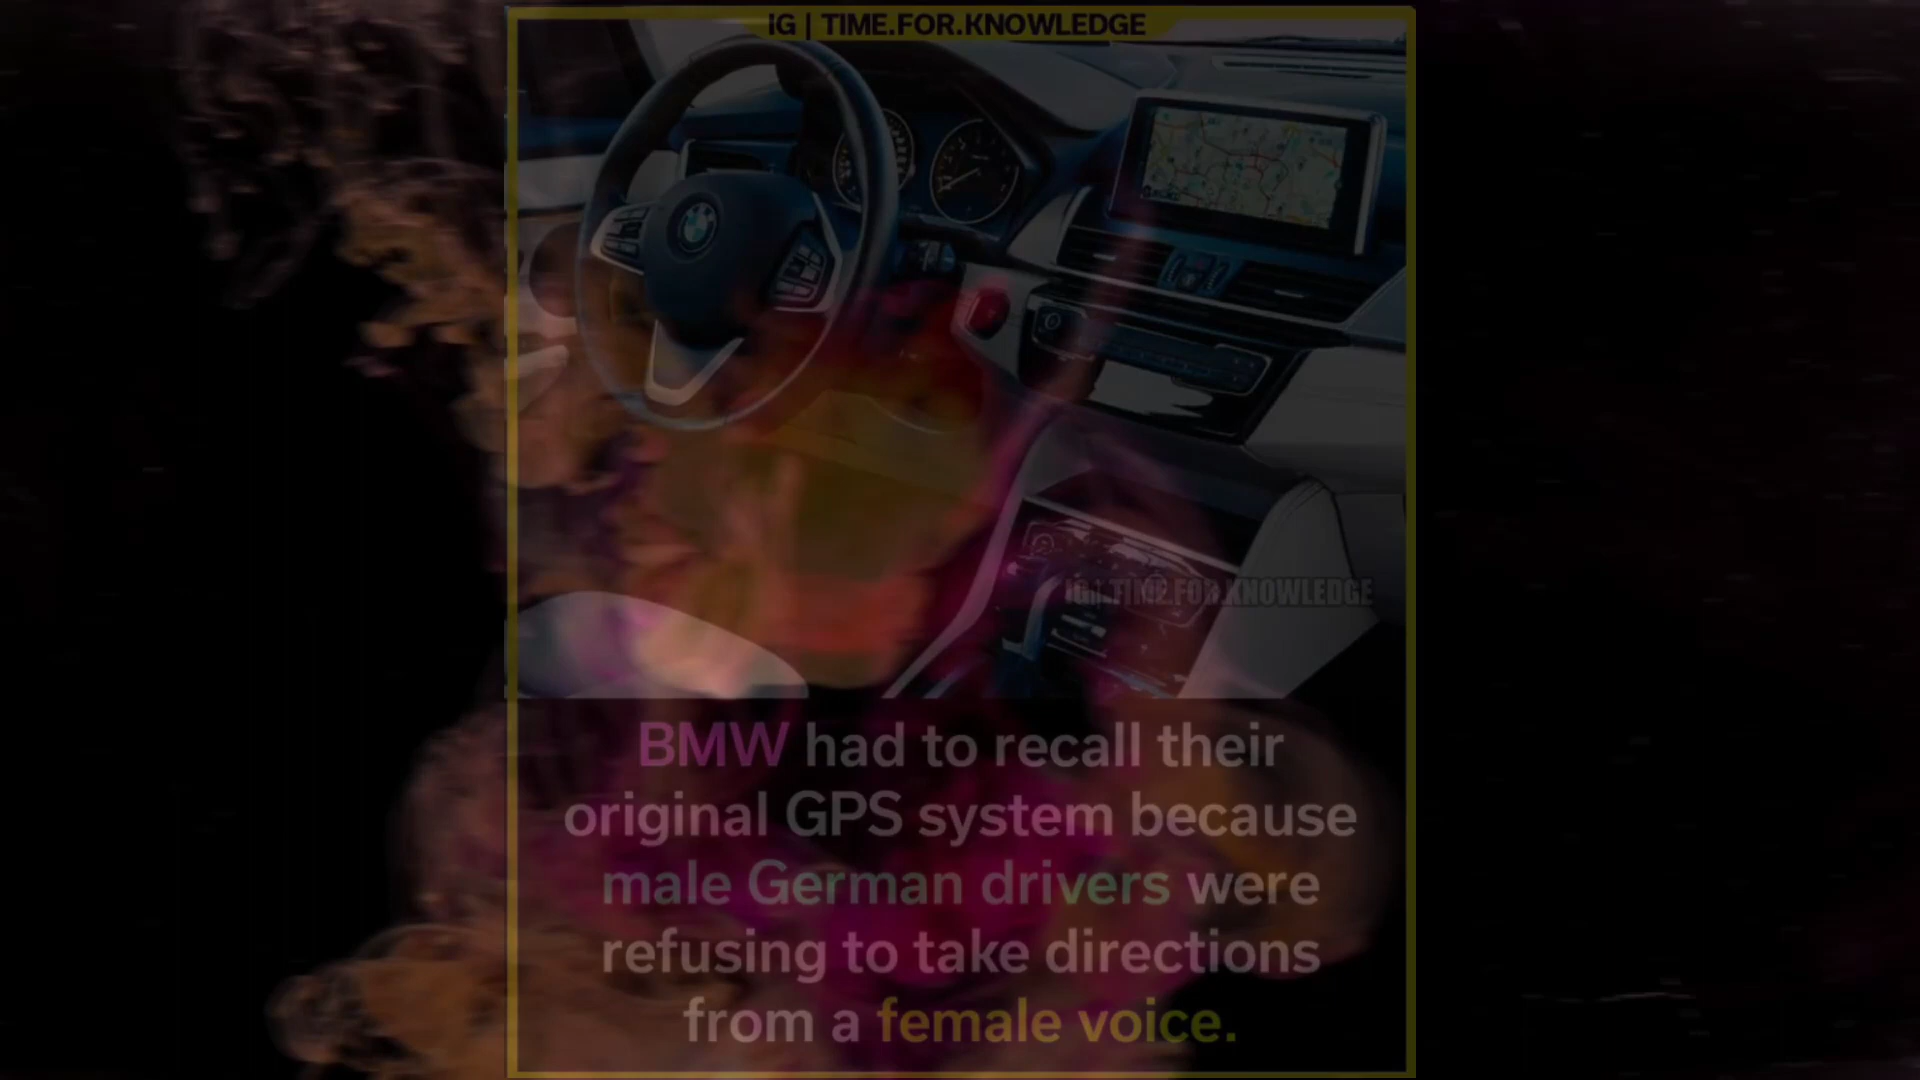 IG | TIME.FOR.KNOWLEDGE
IG | TIME.FOR.KNOWLEDGE
BMW had to recall their
original GPS system because
male German drivers were
refusing to take directions
from a female voice.